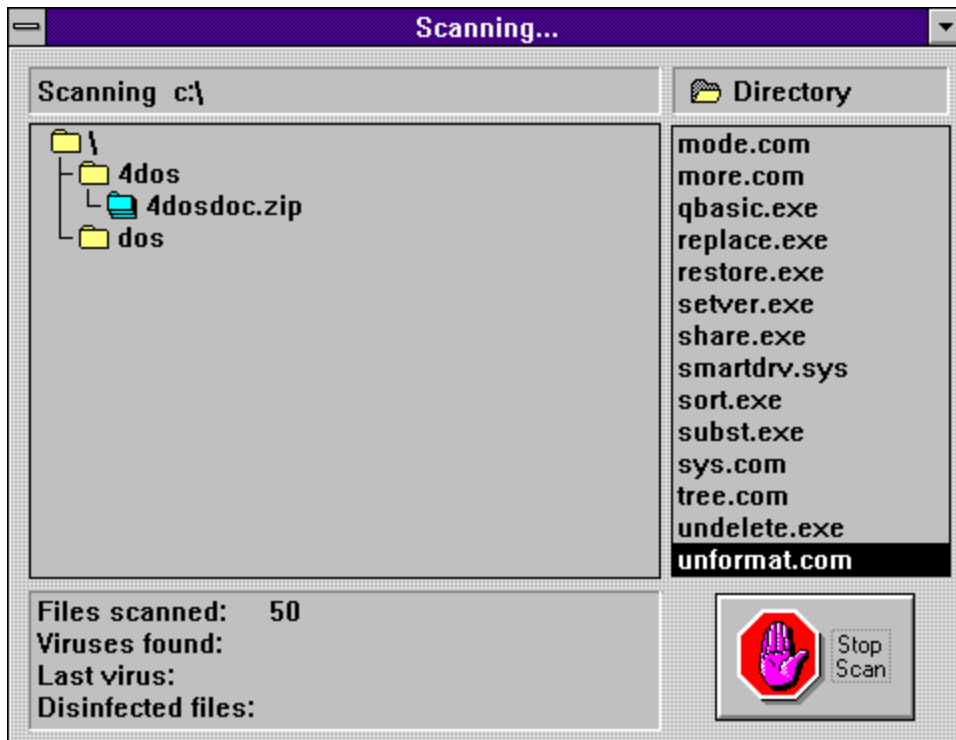 Scanning...
Scanning c:\
Directory
\
4dos
4dosdoc.zip
dos
mode.com
more.com
qbasic.exe
replace.exe
restore.exe
setver.exe
share.exe
smartdrv.sys
sort.exe
subst.exe
sys.com
tree.com
undelete.exe
unformat.com
Files scanned: 50
Viruses found:
Last virus:
Disinfected files:
Stop
Scan